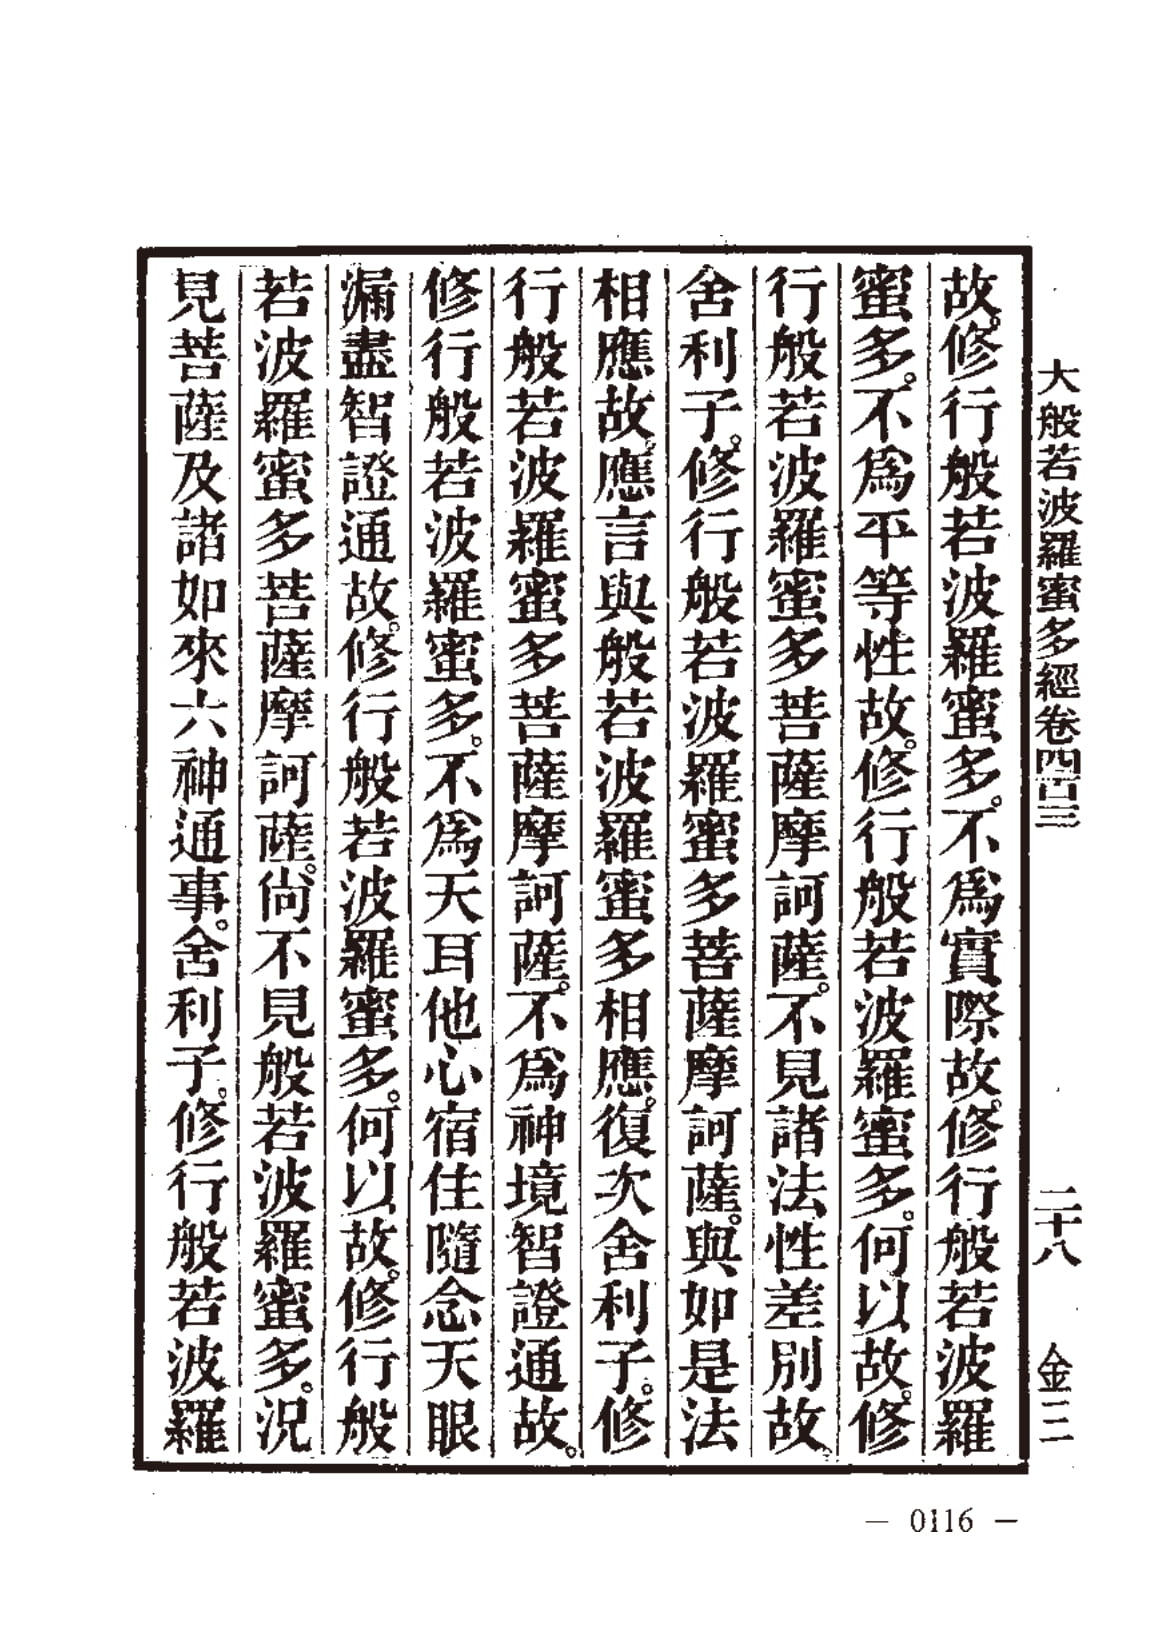 大般若波羅蜜多經卷四百三 二十八 金三
故。修行般若波羅蜜多。不爲實際故。修行般若波羅
蜜多。不爲平等性故。修行般若波羅蜜多。何以故。修
行般若波羅蜜多菩薩摩訶薩。不見諸法性差別故。
舍利子。修行般若波羅蜜多菩薩摩訶薩。與如是法
相應故。應言與般若波羅蜜多相應。復次舍利子。修
行般若波羅蜜多菩薩摩訶薩。不爲神境智證通故。
修行般若波羅蜜多。不爲天耳他心宿住隨念天眼
漏盡智證通故。修行般若波羅蜜多。何以故。修行般
若波羅蜜多菩薩摩訶薩。尙不見般若波羅蜜多。況
見菩薩及諸如來六神通事。舍利子。修行般若波羅
— 0116 —